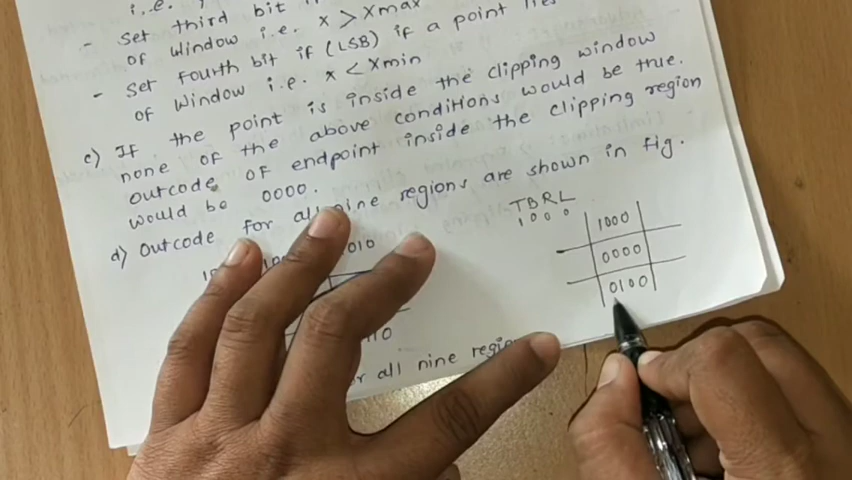 i.e.
- Set third bit
of window i.e. x > Xmax
- Set fourth bit if (LSB) if a point lies
of window i.e. x < Xmin
c) If the point is inside the clipping window
none of the above conditions would be true.
outcode of endpoint inside the clipping region
would be 0000.
d) Outcode for all nine regions are shown in fig.
TBRL
1000
1000
0000
0100
010
10
for all nine